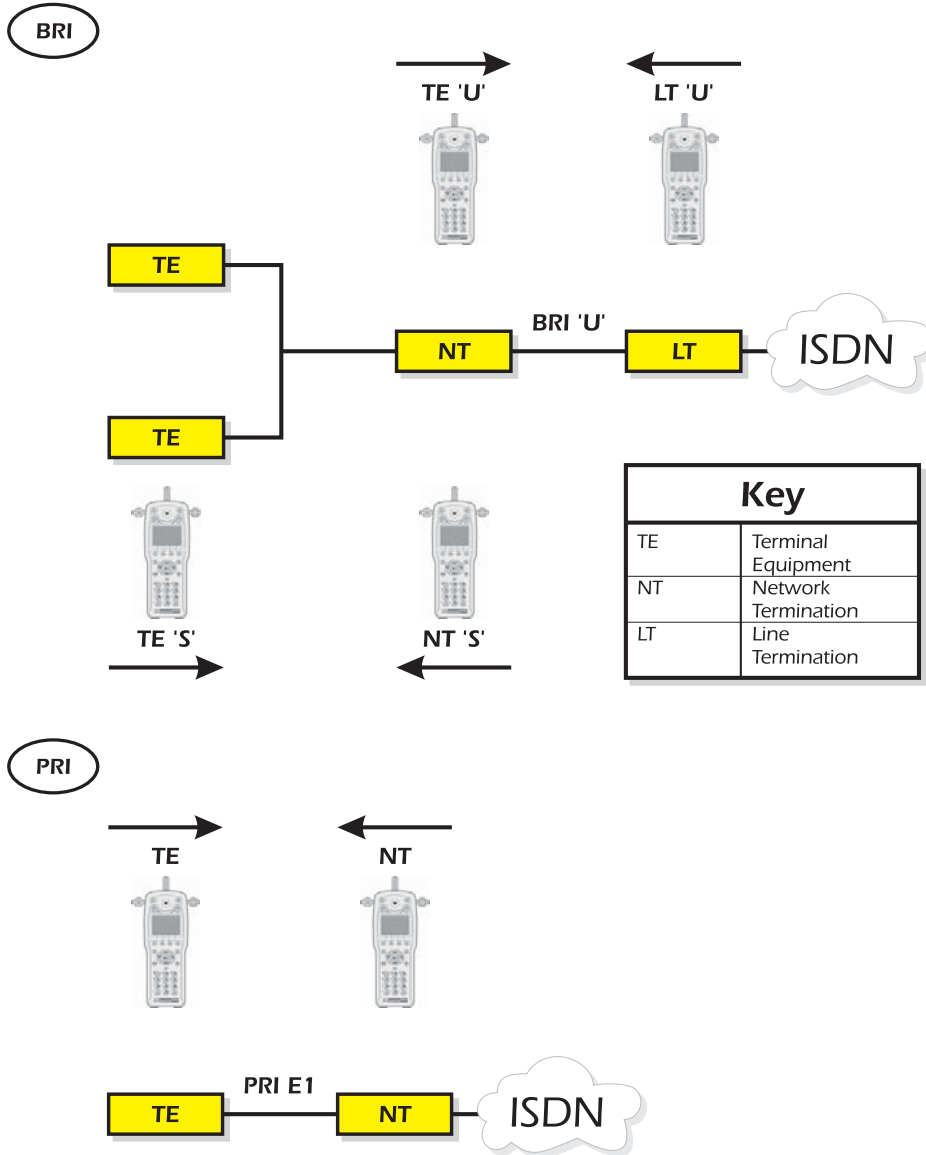 BRI
TE 'U'
LT 'U'
TE
BRI 'U'
NT
LT
ISDN
TE
Key
TE
Terminal
Equipment
NT
Network
Termination
LT
Line
Termination
TE 'S'
NT 'S'
PRI
TE
NT
PRI E1
TE
NT
ISDN